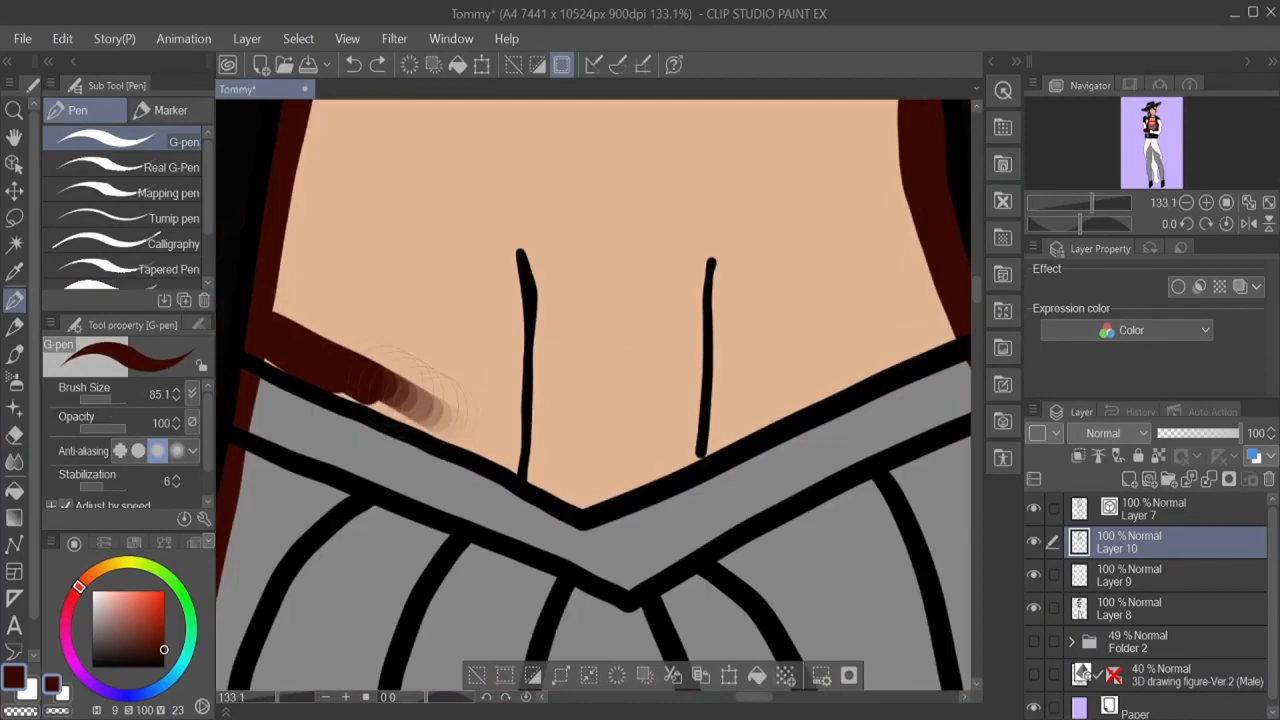 Tommy* (A4 7441 x 10524px 900dpi 133.1%) - CLIP STUDIO PAINT EX
File Edit Story(P) Animation Layer Select View Filter Window Help
Sub Tool [Pen]
Tommy*
Navigator
Pen Marker
G-pen
Real G-Pen
Mapping pen
Turnip pen
Calligraphy
Tapered Pen
133.1
0.0
Layer Property
Effect
Expression color
Color
Tool property [G-pen]
G-pen
Brush Size 85.1
Opacity 100
Anti-aliasing
Stabilization 6
Adjust by speed
Layer History Auto Action
Normal 100
100 % Normal
Layer 7
100 % Normal
Layer 10
100 % Normal
Layer 9
100 % Normal
Layer 8
49 % Normal
Folder 2
40 % Normal
3D drawing figure-Ver.2 (Male)
Paper
133.1 0.0
H 9 S 100 V 23